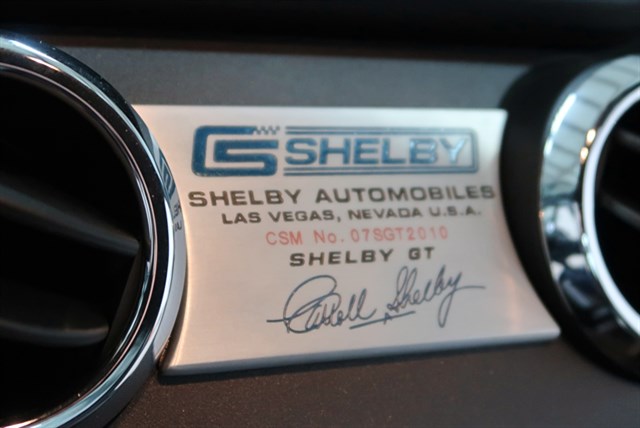 CS SHELBY
SHELBY AUTOMOBILES
LAS VEGAS, NEVADA U.S.A.
CSM No. 07SGT2010
SHELBY GT
Carroll Shelby